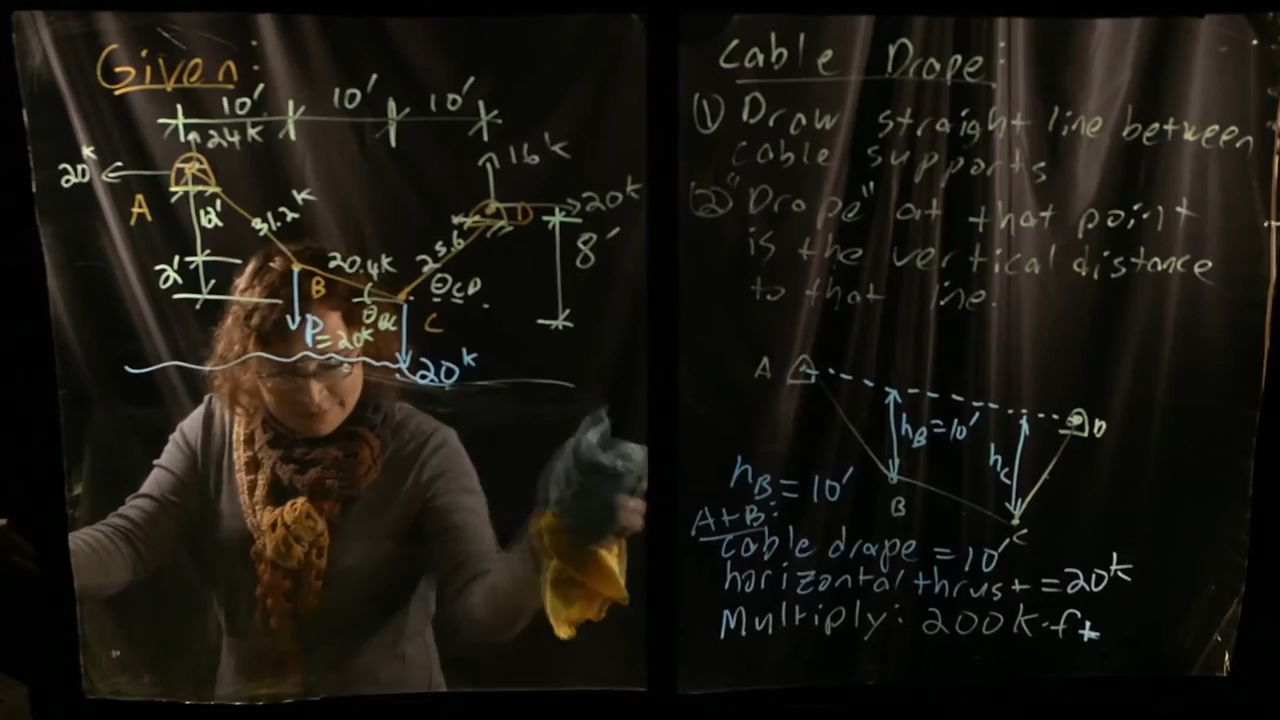 Given:
10' 10' 10'
24K
16k
20k
20k
A
12'
31.2k
D
25.6
8'
2'
20.4k
B
θCD
θBC
C
P=20k
20k
Cable Drape:
① Draw straight line between
cable supports
② "Drape" at that point
is the vertical distance
to that line.
A
hB=10'
D
hC
hB=10'
B
C
At B:
cable drape = 10'
horizontal thrust = 20k
Multiply: 200K·ft